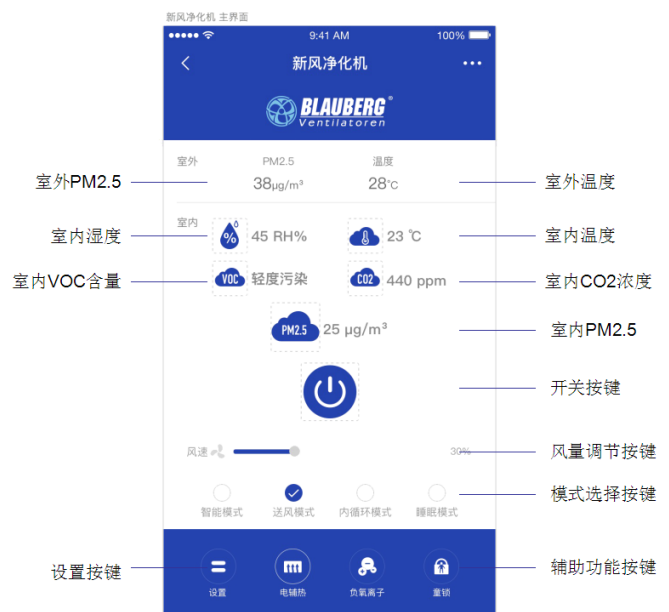 新风净化机 主界面
9:41 AM
100%
新风净化机
BLAUBERG®
Ventilatoren
室外 PM2.5 温度
38μg/m³ 28°C
室外PM2.5
室外温度
室内
45 RH% 23 ℃
室内湿度
室内温度
VOC 轻度污染 CO2 440 ppm
室内VOC含量
室内CO2浓度
PM2.5 25 μg/m³
室内PM2.5
开关按键
风速 30%
风量调节按键
智能模式 送风模式 内循环模式 睡眠模式
模式选择按键
设置按键
辅助功能按键
设置 电辅热 负氧离子 童锁